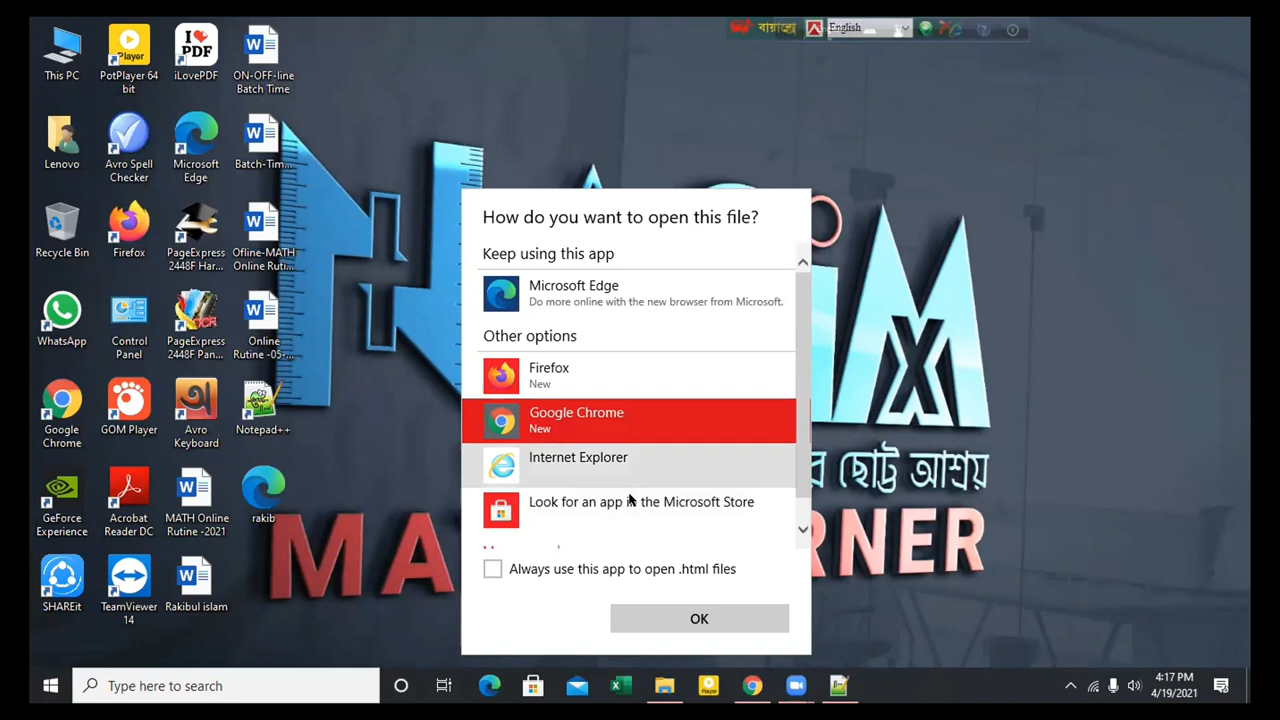 বায়ান্নো
English
This PC
PotPlayer 64
bit
iLovePDF
I
PDF
ON-OFF-line
Batch Time
Lenovo
Avro Spell
Checker
Microsoft
Edge
Batch-Tim...
Recycle Bin
Firefox
PageExpress
2448F Har...
Ofline-MATH
Online Ruti...
WhatsApp
Control
Panel
PageExpress
2448F Pan...
Online
Rutine -05-...
Google
Chrome
GOM Player
Avro
Keyboard
Notepad++
GeForce
Experience
Acrobat
Reader DC
MATH Online
Rutine -2021
rakib
SHAREit
TeamViewer
14
Rakibul islam
How do you want to open this file?
Keep using this app
Microsoft Edge
Do more online with the new browser from Microsoft.
Other options
Firefox
New
Google Chrome
New
Internet Explorer
Look for an app in the Microsoft Store
Always use this app to open .html files
OK
র ছোট্ট আশ্রয়
MA
RNER
Type here to search
4:17 PM
4/19/2021